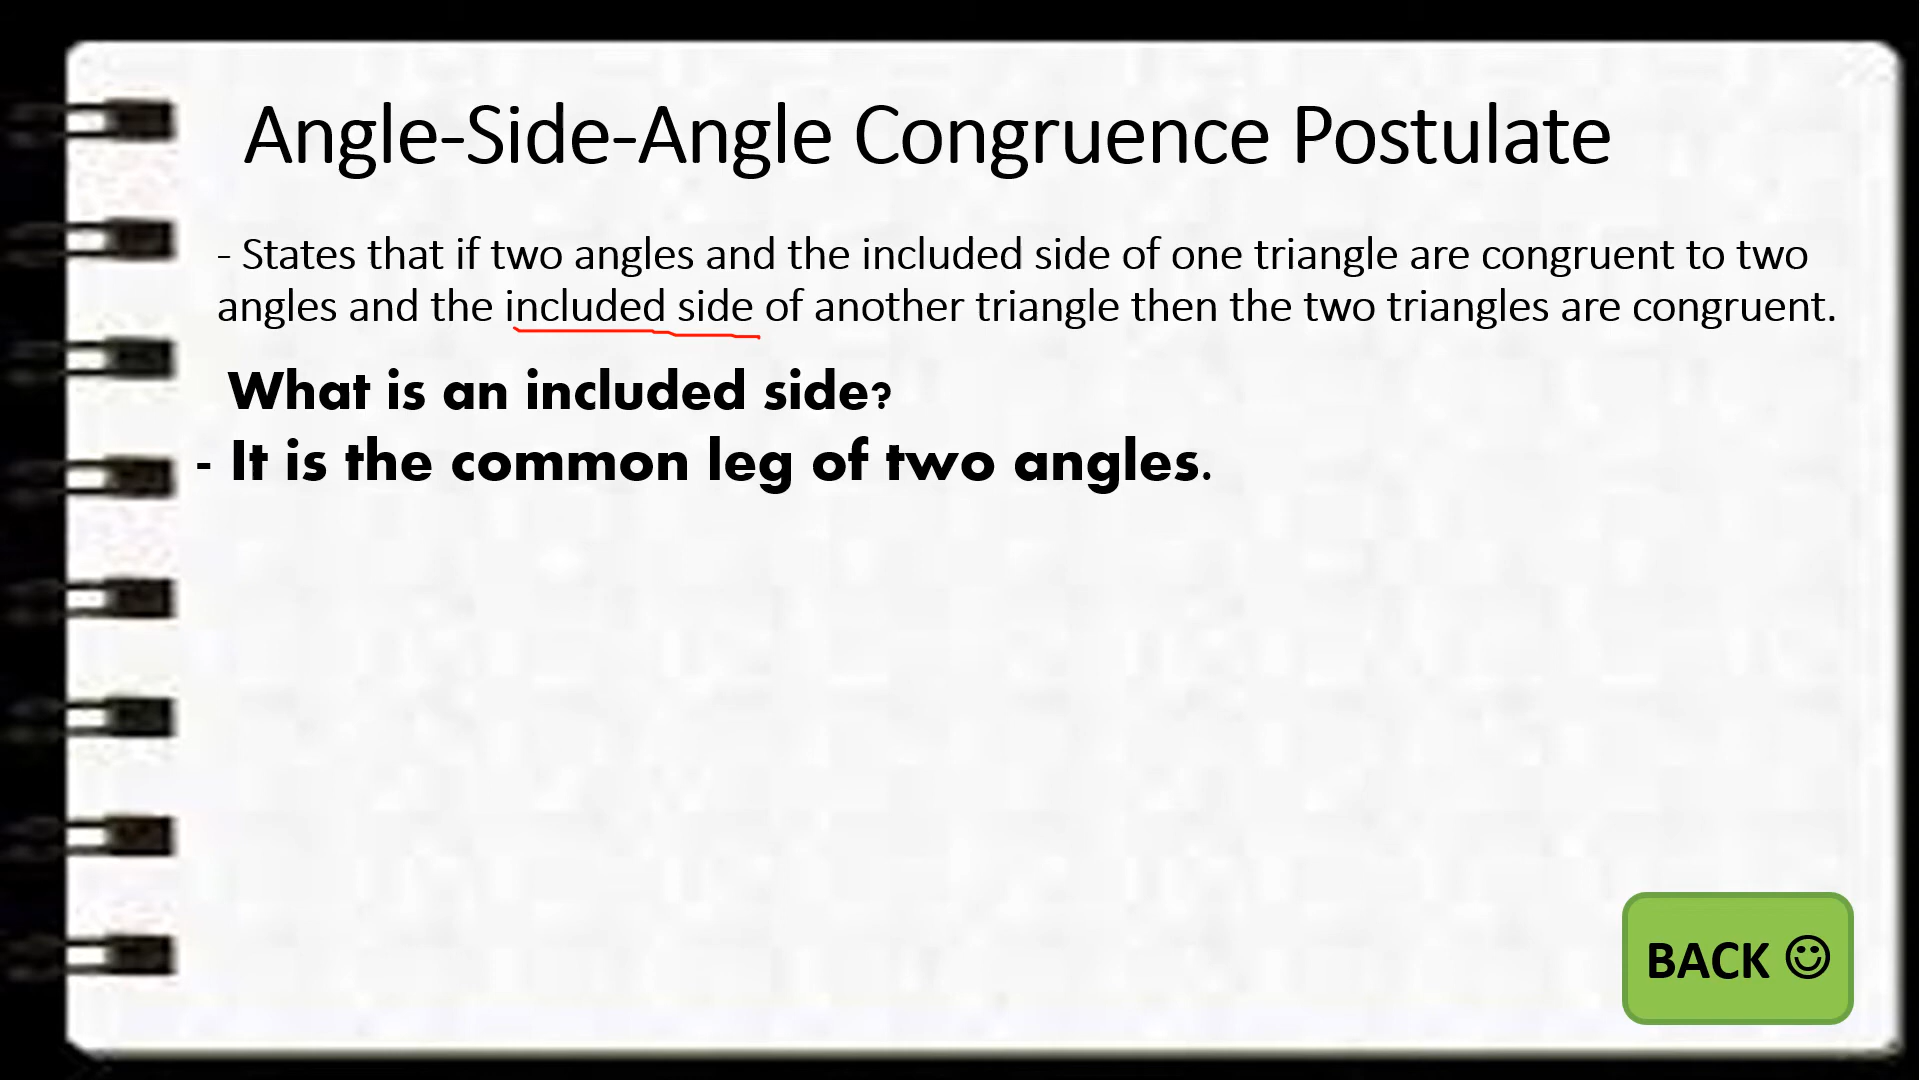 Angle-Side-Angle Congruence Postulate
- States that if two angles and the included side of one triangle are congruent to two
angles and the included side of another triangle then the two triangles are congruent.
What is an included side?
- It is the common leg of two angles.
BACK ☺